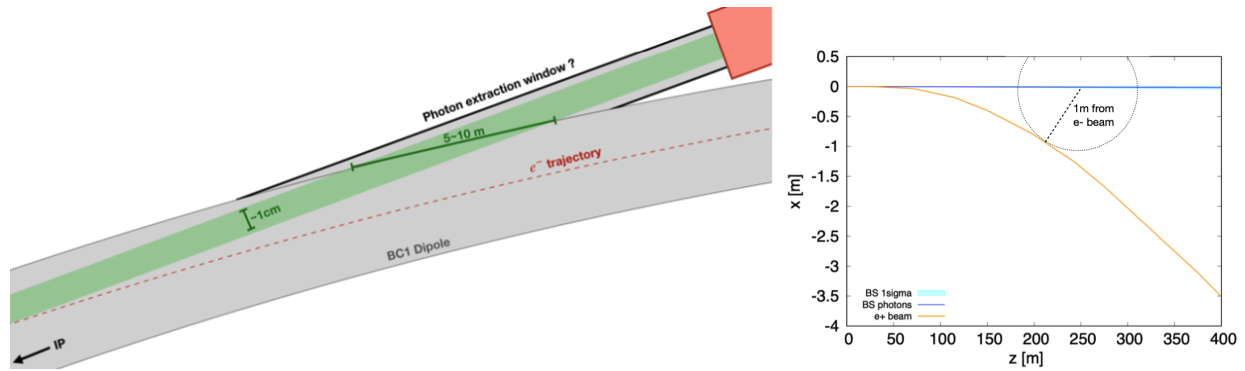 Photon extraction window ?
5~10 m
e⁻ trajectory
~1cm
BC1 Dipole
IP
0.5
0
-0.5
-1
-1.5
-2
-2.5
-3
-3.5
-4
x [m]
1m from
e- beam
BS 1sigma
BS photons
e+ beam
0 50 100 150 200 250 300 350 400
z [m]